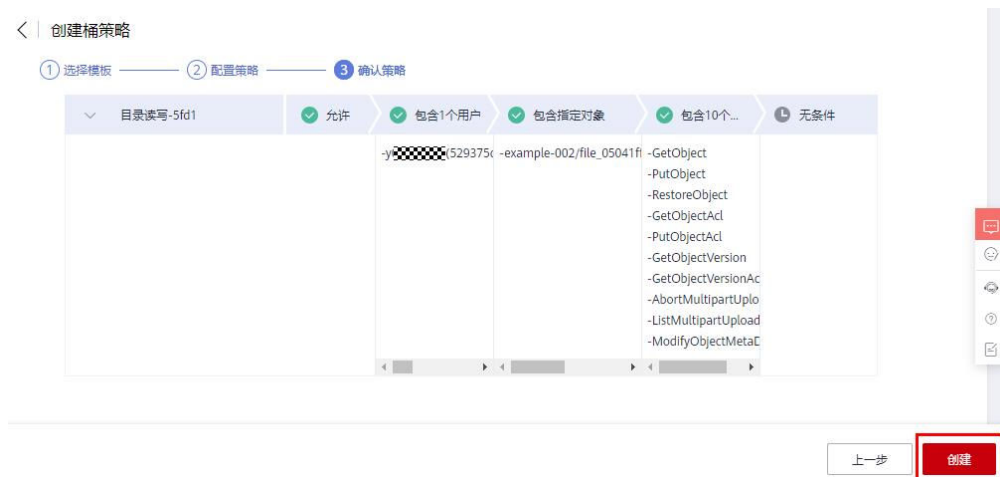 创建桶策略
1 选择模板 2 配置策略 3 确认策略
目录读写-5fd1 允许 包含1个用户 包含指定对象 包含10个... 无条件
-y (529375 -example-002/file_05041f -GetObject
-PutObject
-RestoreObject
-GetObjectAcl
-PutObjectAcl
-GetObjectVersion
-GetObjectVersionAc
-AbortMultipartUplo
-ListMultipartUpload
-ModifyObjectMeta
上一步 创建